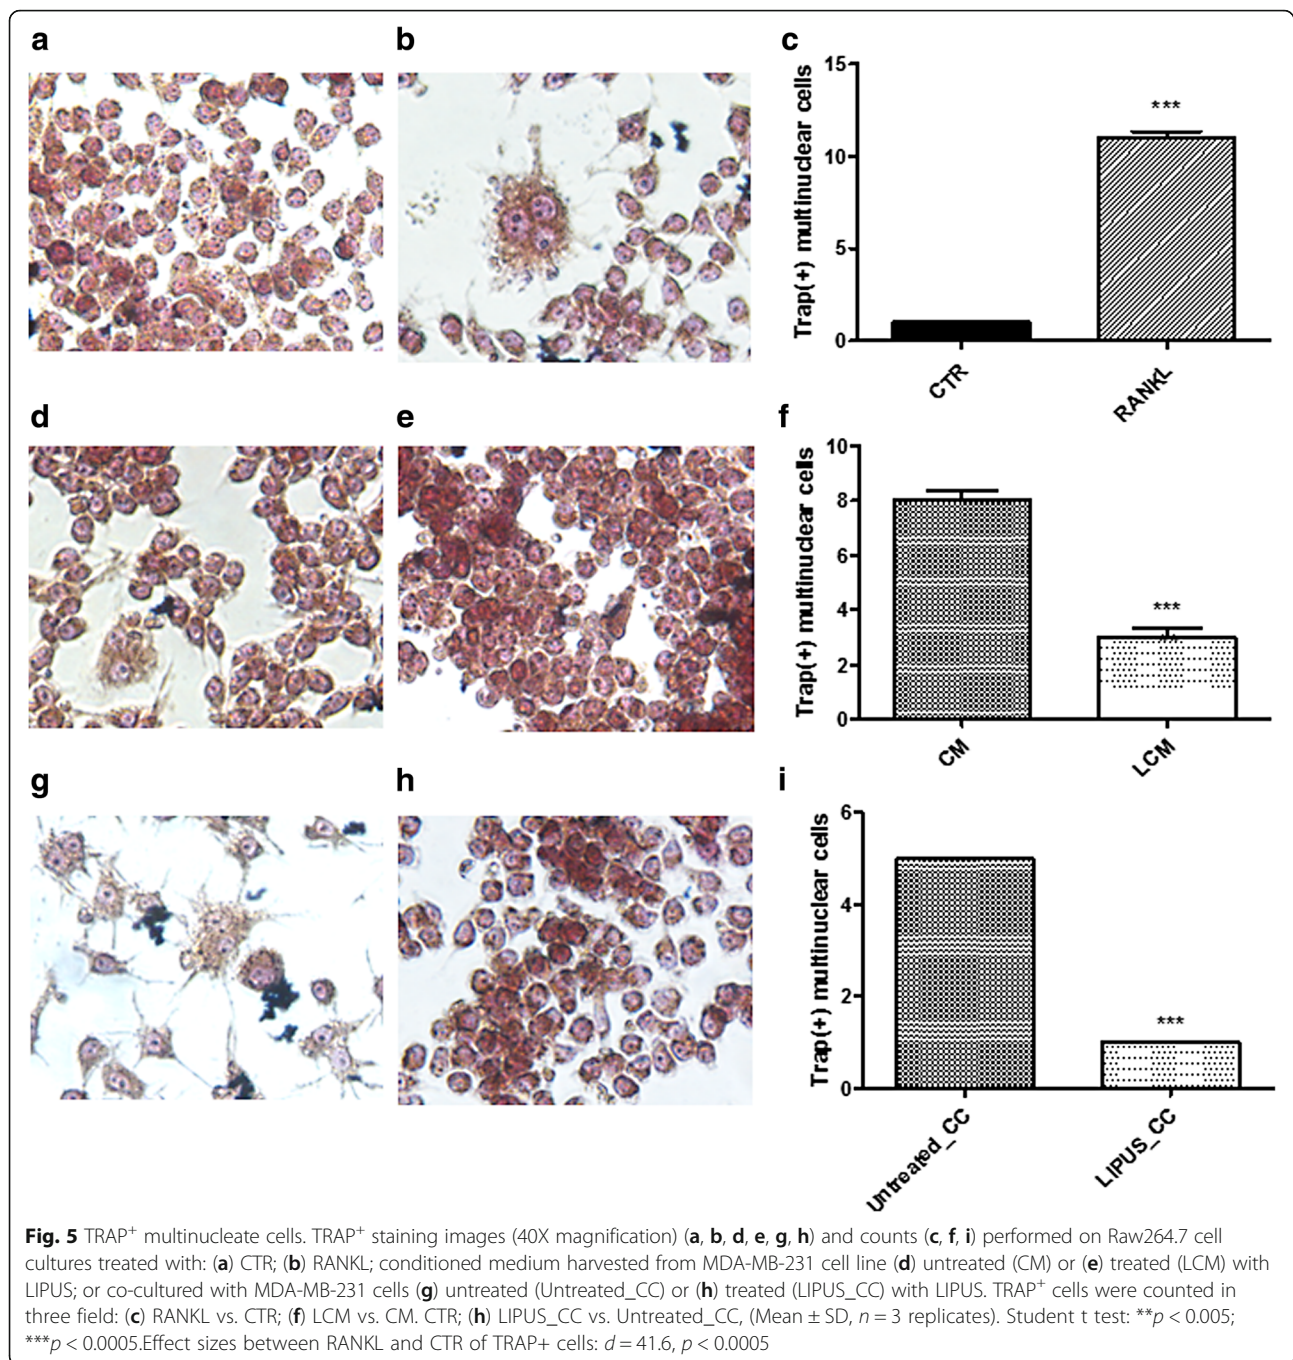 a
b
c
Trap(+) multinuclear cells
15
10
5
0
***
CTR
RANKL
d
e
f
Trap(+) multinuclear cells
10
8
6
4
2
0
***
CM
LCM
g
h
i
Trap(+) multinuclear cells
6
4
2
0
***
Untreated_CC
LIPUS_CC
Fig. 5 TRAP+ multinucleate cells. TRAP+ staining images (40X magnification) (a, b, d, e, g, h) and counts (c, f, i) performed on Raw264.7 cell
cultures treated with: (a) CTR; (b) RANKL; conditioned medium harvested from MDA-MB-231 cell line (d) untreated (CM) or (e) treated (LCM) with
LIPUS; or co-cultured with MDA-MB-231 cells (g) untreated (Untreated_CC) or (h) treated (LIPUS_CC) with LIPUS. TRAP+ cells were counted in
three field: (c) RANKL vs. CTR; (f) LCM vs. CM. CTR; (h) LIPUS_CC vs. Untreated_CC, (Mean ± SD, n = 3 replicates). Student t test: **p < 0.005;
***p < 0.0005.Effect sizes between RANKL and CTR of TRAP+ cells: d = 41.6, p < 0.0005